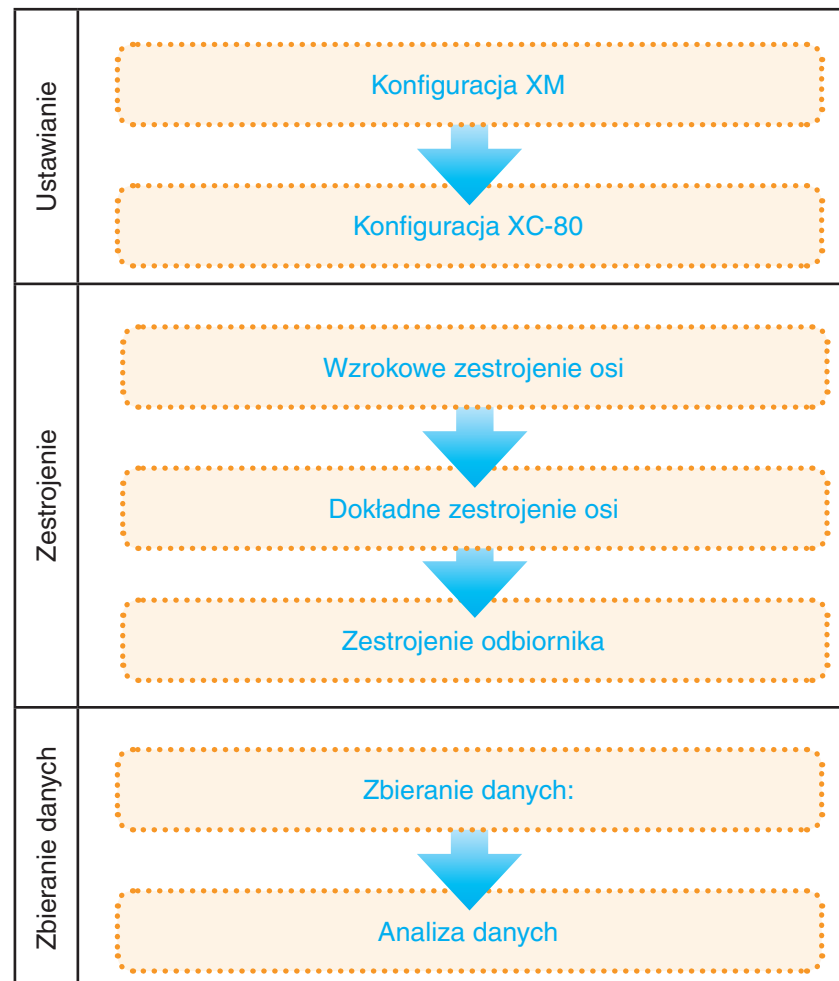 Ustawianie
Konfiguracja XM
Konfiguracja XC-80
Zestrojenie
Wzrokowe zestrojenie osi
Dokładne zestrojenie osi
Zestrojenie odbiornika
Zbieranie danych
Zbieranie danych:
Analiza danych